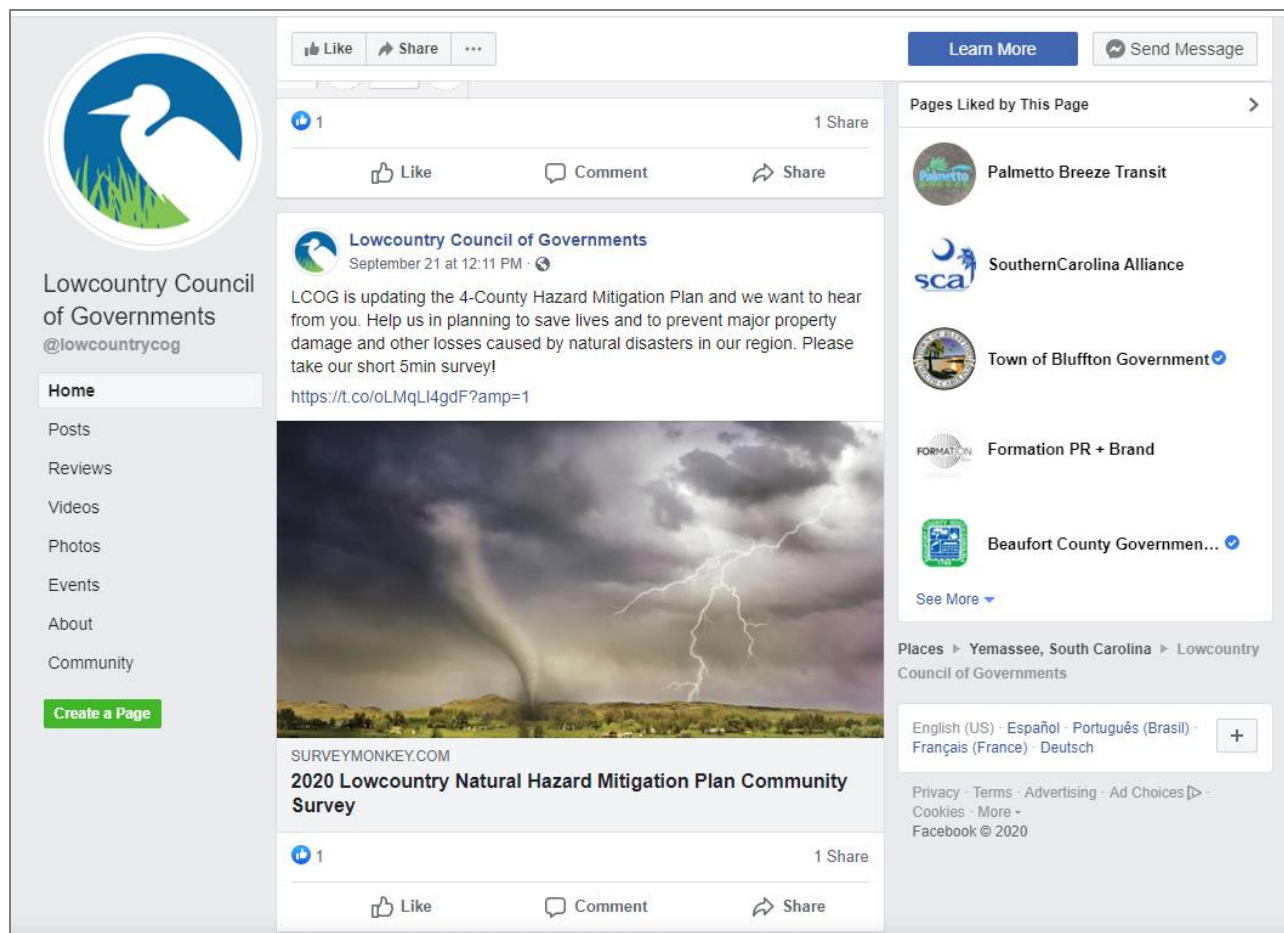 Like Share ...
Learn More
Send Message
Lowcountry Council
of Governments
@lowcountrycog
Home
Posts
Reviews
Videos
Photos
Events
About
Community
Create a Page
1
1 Share
Like Comment Share
Lowcountry Council of Governments
September 21 at 12:11 PM ·
LCOG is updating the 4-County Hazard Mitigation Plan and we want to hear
from you. Help us in planning to save lives and to prevent major property
damage and other losses caused by natural disasters in our region. Please
take our short 5min survey!
https://t.co/oLMqLI4gdF?amp=1
SURVEYMONKEY.COM
2020 Lowcountry Natural Hazard Mitigation Plan Community
Survey
1
1 Share
Like Comment Share
Pages Liked by This Page
Palmetto
BREEZE
Palmetto Breeze Transit
sca
SouthernCarolina Alliance
Town of Bluffton Government
FORMATION
Formation PR + Brand
Beaufort County Governmen...
See More
Places ▸ Yemassee, South Carolina ▸ Lowcountry
Council of Governments
English (US) · Español · Português (Brasil) ·
Français (France) · Deutsch
+
Privacy · Terms · Advertising · Ad Choices ·
Cookies · More
Facebook © 2020